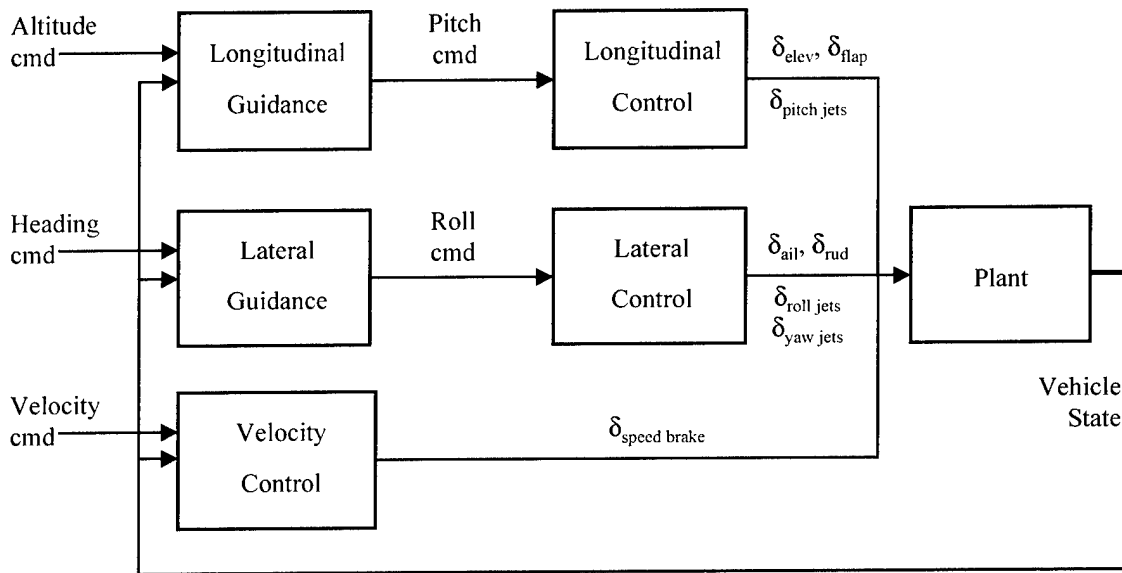 Altitude
cmd
Longitudinal
Guidance
Pitch
cmd
Longitudinal
Control
δelev, δflap
δpitch jets
Heading
cmd
Lateral
Guidance
Roll
cmd
Lateral
Control
δail, δrud
δroll jets
δyaw jets
Plant
Vehicle
State
Velocity
cmd
Velocity
Control
δspeed brake